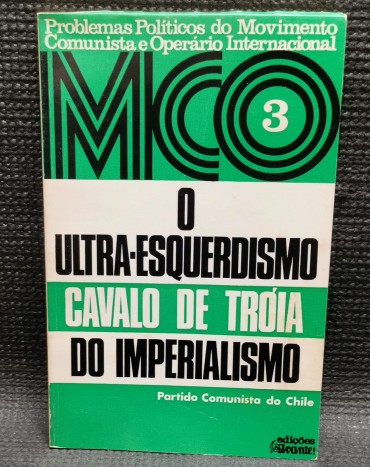 Problemas Políticos do Movimento
Comunista e Operário Internacional
MCO
3
O
ULTRA-ESQUERDISMO
CAVALO DE TRÓIA
DO IMPERIALISMO
Partido Comunista do Chile
edições
Avante!